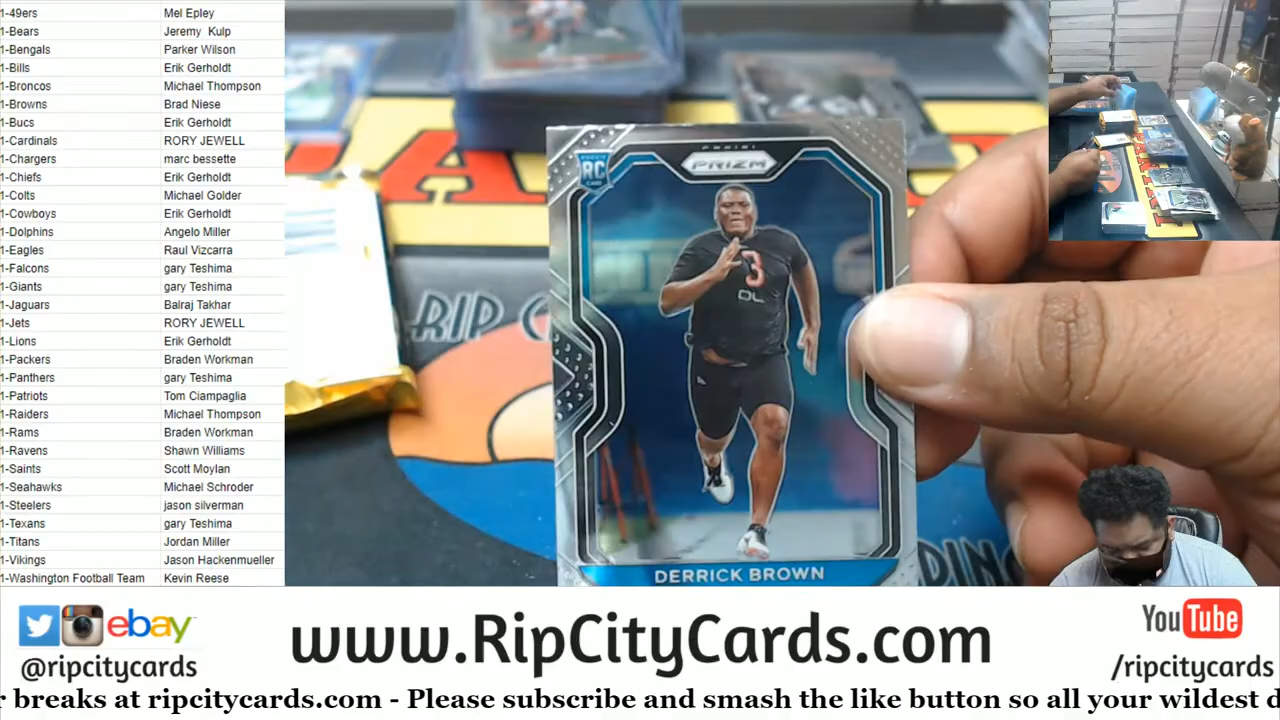 1-49ers Mel Epley
1-Bears Jeremy Kulp
1-Bengals Parker Wilson
1-Bills Erik Gerholdt
1-Broncos Michael Thompson
1-Browns Brad Niese
1-Bucs Erik Gerholdt
1-Cardinals RORY JEWELL
1-Chargers marc bessette
1-Chiefs Erik Gerholdt
1-Colts Michael Golder
1-Cowboys Erik Gerholdt
1-Dolphins Angelo Miller
1-Eagles Raul Vizcarra
1-Falcons gary Teshima
1-Giants gary Teshima
1-Jaguars Balraj Takhar
1-Jets RORY JEWELL
1-Lions Erik Gerholdt
1-Packers Braden Workman
1-Panthers gary Teshima
1-Patriots Tom Ciampaglia
1-Raiders Michael Thompson
1-Rams Braden Workman
1-Ravens Shawn Williams
1-Saints Scott Moylan
1-Seahawks Michael Schroder
1-Steelers jason silverman
1-Texans gary Teshima
1-Titans Jordan Miller
1-Vikings Jason Hackenmueller
1-Washington Football Team Kevin Reese
PANINI
PRIZM
RC
3
DL
DERRICK BROWN
RIP C
DING
ebay
@ripcitycards
www.RipCityCards.com
YouTube
/ripcitycards
r breaks at ripcitycards.com - Please subscribe and smash the like button so all your wildest d